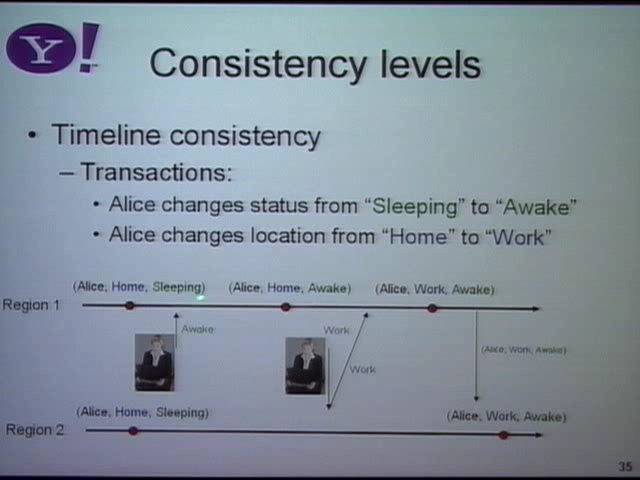 Y!
Consistency levels
• Timeline consistency
– Transactions:
• Alice changes status from “Sleeping” to “Awake”
• Alice changes location from “Home” to “Work”
(Alice, Home, Sleeping) (Alice, Home, Awake) (Alice, Work, Awake)
Region 1
Awake Work
(Alice, Work, Awake)
Work
(Alice, Home, Sleeping) (Alice, Work, Awake)
Region 2
35